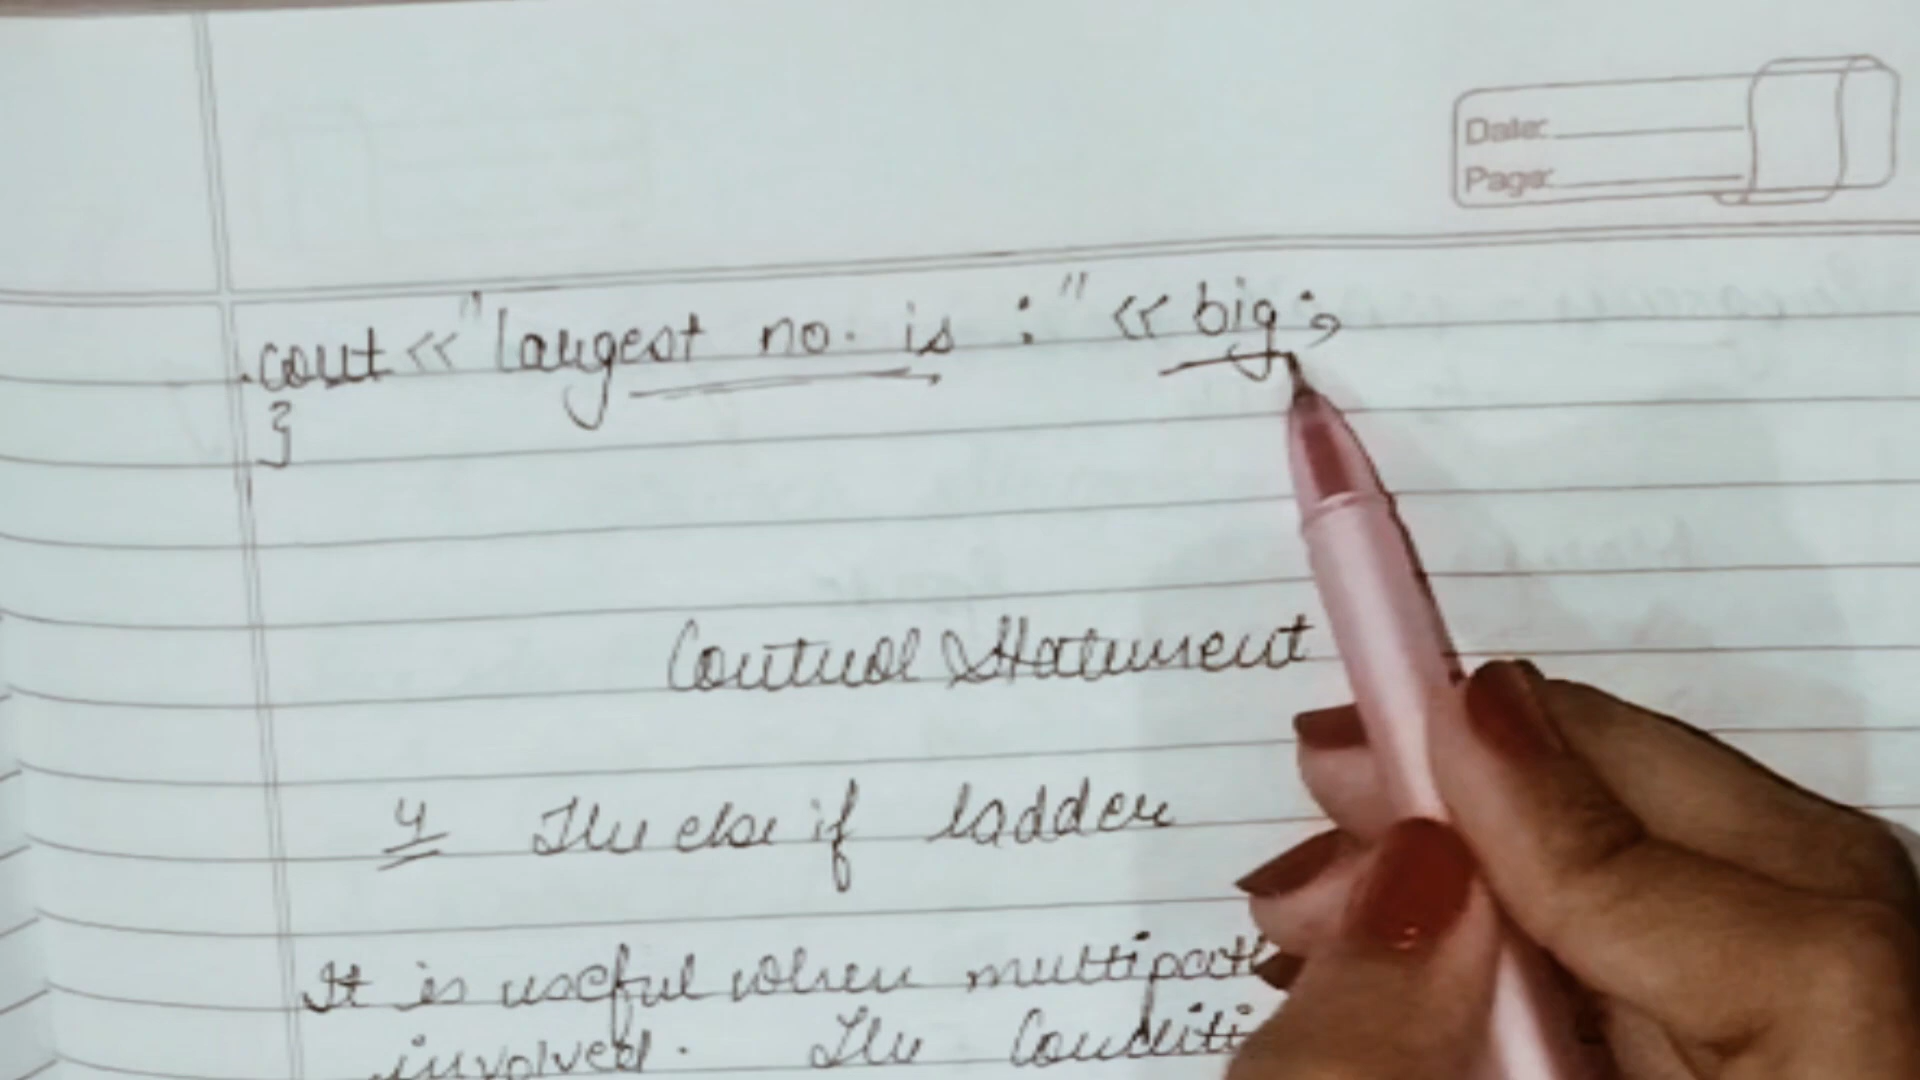 Date:
Page:
cout << "largest no. is : " << big;
}
Control Statement
4 The else if ladder
It is useful when multipath
involved. The Conditi